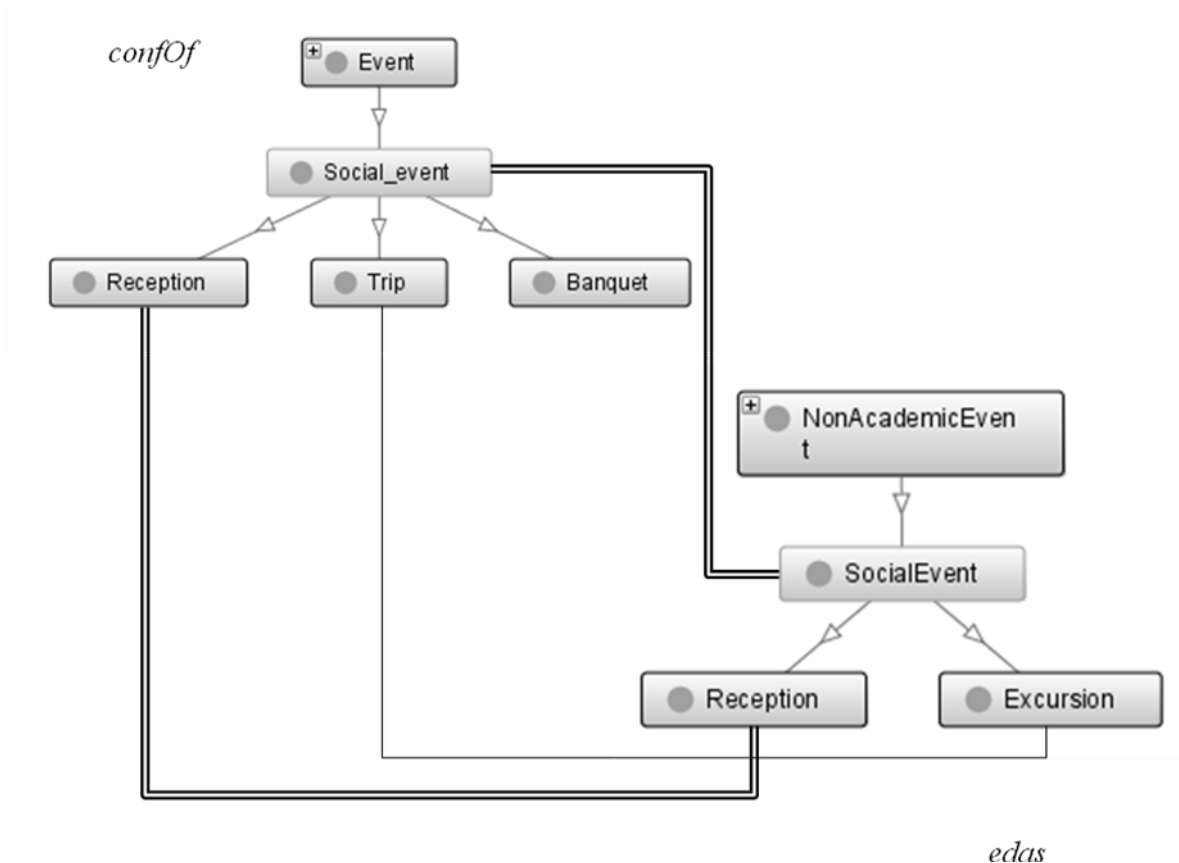 confOf
Event
Social_event
Reception
Trip
Banquet
NonAcademicEven
t
SocialEvent
Reception
Excursion
edas